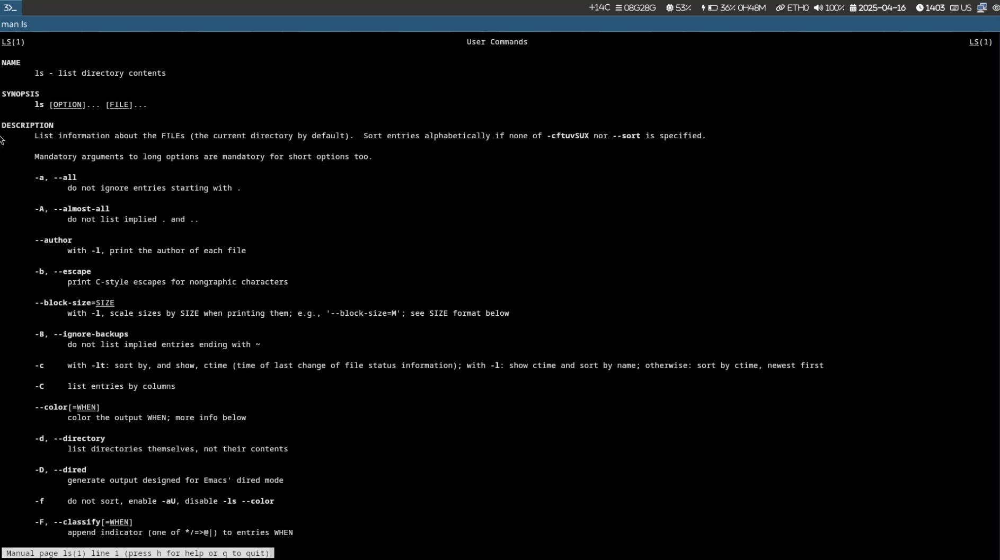 3>_ +14C 08G28G 53% 36% 0H48M ETH0 100% 2025-04-16 1403 US
man ls
LS(1) User Commands LS(1)
NAME
ls - list directory contents
SYNOPSIS
ls [OPTION]... [FILE]...
DESCRIPTION
List information about the FILEs (the current directory by default).  Sort entries alphabetically if none of -cftuvSUX nor --sort is specified.
Mandatory arguments to long options are mandatory for short options too.
-a, --all
do not ignore entries starting with .
-A, --almost-all
do not list implied . and ..
--author
with -l, print the author of each file
-b, --escape
print C-style escapes for nongraphic characters
--block-size=SIZE
with -l, scale sizes by SIZE when printing them; e.g., '--block-size=M'; see SIZE format below
-B, --ignore-backups
do not list implied entries ending with ~
-c with -lt: sort by, and show, ctime (time of last change of file status information); with -l: show ctime and sort by name; otherwise: sort by ctime, newest first
-C list entries by columns
--color[=WHEN]
color the output WHEN; more info below
-d, --directory
list directories themselves, not their contents
-D, --dired
generate output designed for Emacs' dired mode
-f do not sort, enable -aU, disable -ls --color
-F, --classify[=WHEN]
append indicator (one of */=>@|) to entries WHEN
Manual page ls(1) line 1 (press h for help or q to quit)